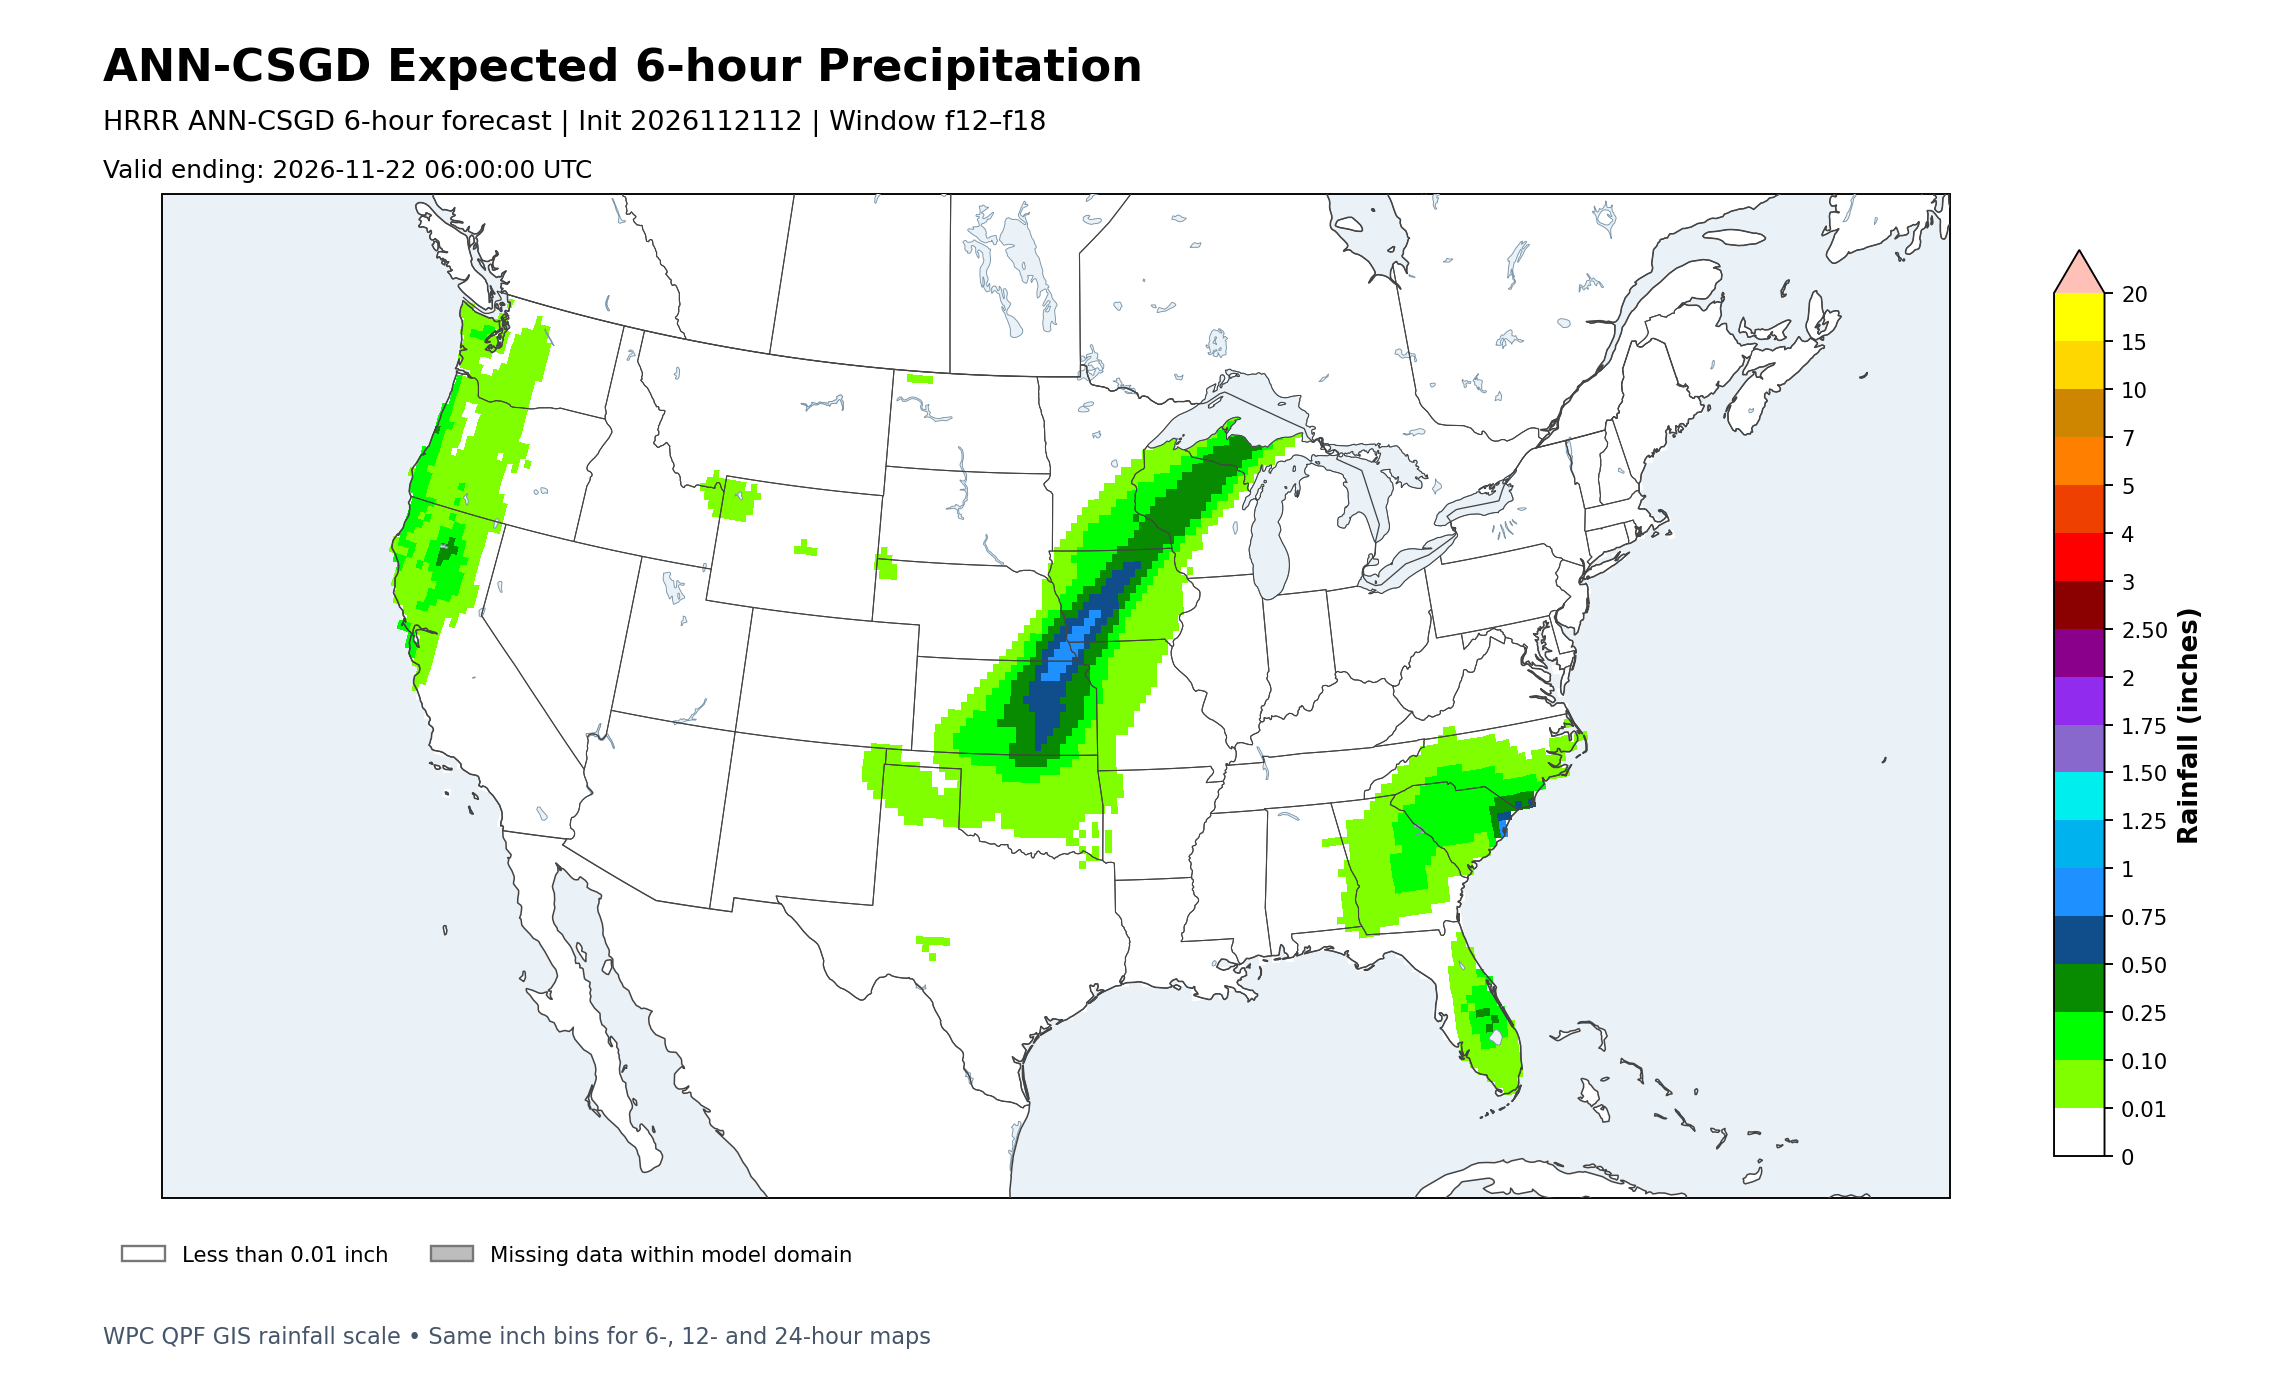 ANN-CSGD Expected 6-hour Precipitation
HRRR ANN-CSGD 6-hour forecast | Init 2026112112 | Window f12–f18
Valid ending: 2026-11-22 06:00:00 UTC
20
15
10
7
5
4
3
2.50
2
1.75
1.50
1.25
1
0.75
0.50
0.25
0.10
0.01
0
Rainfall (inches)
Less than 0.01 inch
Missing data within model domain
WPC QPF GIS rainfall scale • Same inch bins for 6-, 12- and 24-hour maps